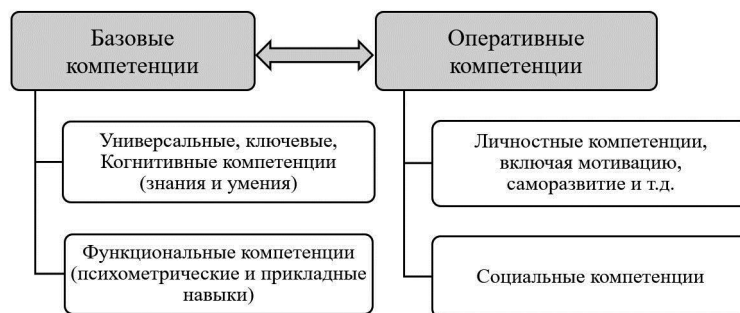 Базовые
компетенции
Оперативные
компетенции
Универсальные, ключевые,
Когнитивные компетенции
(знания и умения)
Функциональные компетенции
(психометрические и прикладные
навыки)
Личностные компетенции,
включая мотивацию,
саморазвитие и т.д.
Социальные компетенции